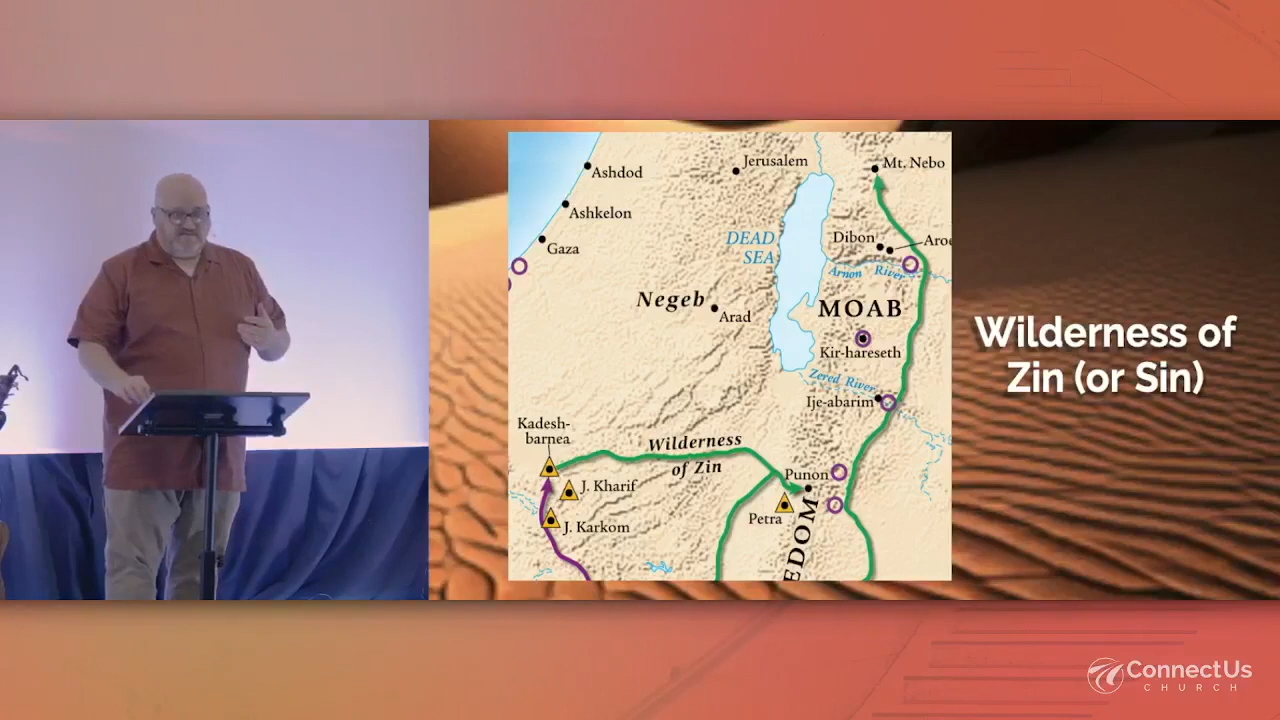 Ashdod
Jerusalem
Mt. Nebo
Ashkelon
Gaza
DEAD
SEA
Dibon
Aroe
Arnon River
Negeb
Arad
MOAB
Kir-hareseth
Zered River
Ije-abarim
Kadesh-
barnea
Wilderness
of Zin
J. Kharif
J. Karkom
Punon
Petra
EDOM
Wilderness of
Zin (or Sin)
ConnectUs
CHURCH